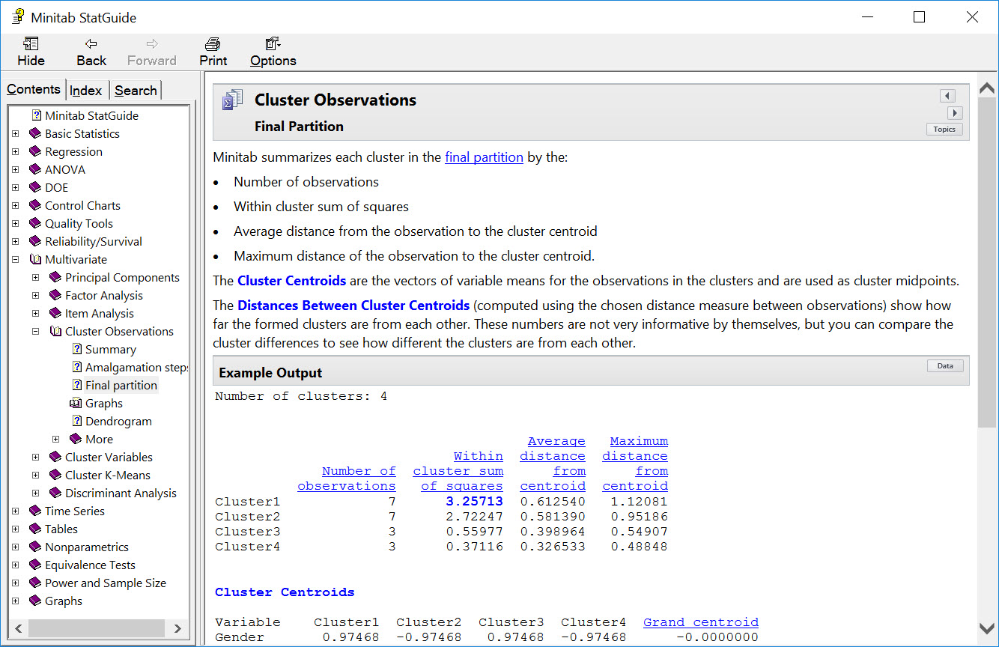 Minitab StatGuide
Hide Back Forward Print Options
Contents Index Search
Minitab StatGuide
Basic Statistics
Regression
ANOVA
DOE
Control Charts
Quality Tools
Reliability/Survival
Multivariate
Principal Components
Factor Analysis
Item Analysis
Cluster Observations
Summary
Amalgamation steps
Final partition
Graphs
Dendrogram
More
Cluster Variables
Cluster K-Means
Discriminant Analysis
Time Series
Tables
Nonparametrics
Equivalence Tests
Power and Sample Size
Graphs
Cluster Observations
Final Partition
Topics
Minitab summarizes each cluster in the final partition by the:
• Number of observations
• Within cluster sum of squares
• Average distance from the observation to the cluster centroid
• Maximum distance of the observation to the cluster centroid.
The Cluster Centroids are the vectors of variable means for the observations in the clusters and are used as cluster midpoints.
The Distances Between Cluster Centroids (computed using the chosen distance measure between observations) show how
far the formed clusters are from each other. These numbers are not very informative by themselves, but you can compare the
cluster differences to see how different the clusters are from each other.
Example Output
Data
Number of clusters: 4
Average Maximum
Within distance distance
Number of cluster sum from from
observations of squares centroid centroid
Cluster1 7 3.25713 0.612540 1.12081
Cluster2 7 2.72247 0.581390 0.95186
Cluster3 3 0.55977 0.398964 0.54907
Cluster4 3 0.37116 0.326533 0.48848
Cluster Centroids
Variable Cluster1 Cluster2 Cluster3 Cluster4 Grand centroid
Gender 0.97468 -0.97468 0.97468 -0.97468 -0.0000000